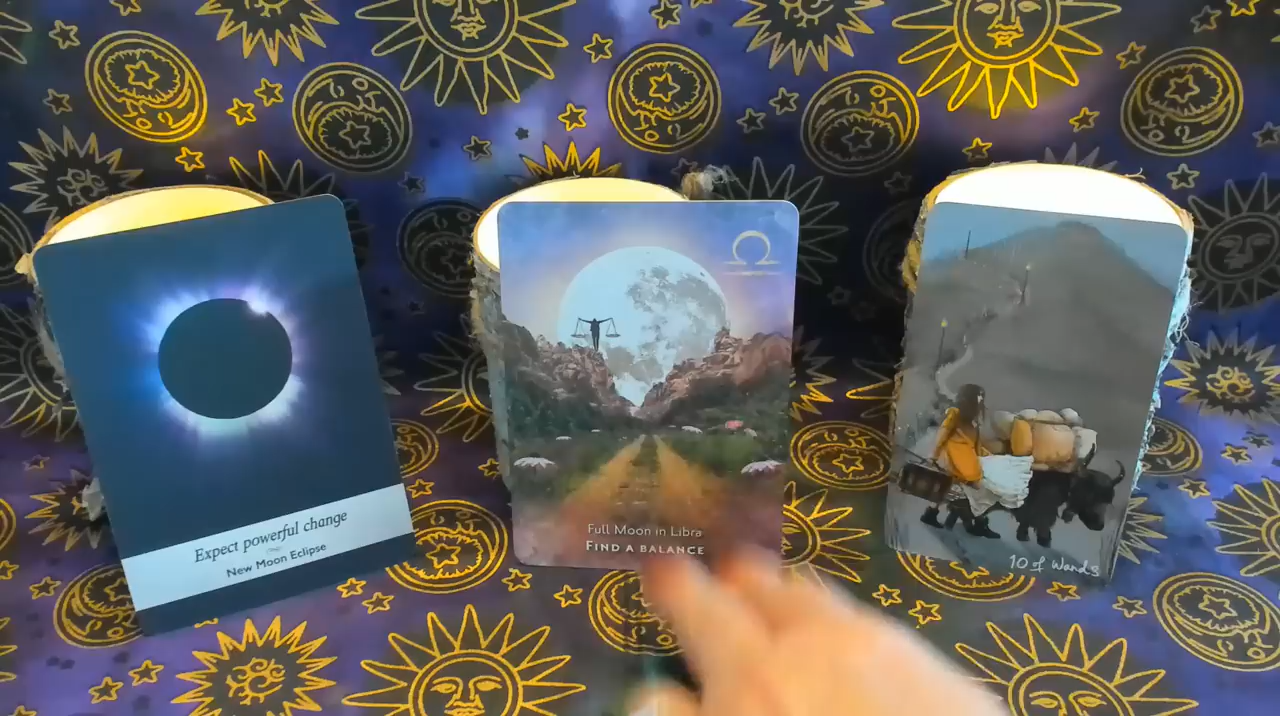 Expect powerful change
New Moon Eclipse
Full Moon in Libra
FIND A BALANCE
10 of Wands